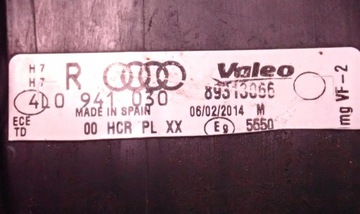 H7 R Valeo
H7
4L0 941 030 89313066
MADE IN SPAIN 06/02/2014 M
ECE
TD 00 HCR PL XX E9 5550
mg VF-2